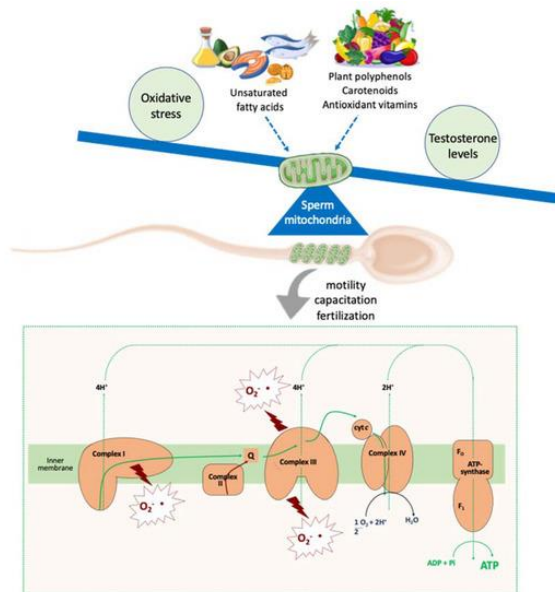 Unsaturated
fatty acids
Plant polyphenols
Carotenoids
Antioxidant vitamins
Oxidative
stress
Testosterone
levels
Sperm
mitochondria
motility
capacitation
fertilization
4H⁺
4H⁺
2H⁺
O₂⁻ •
Inner
membrane
Complex I
Q
Complex
II
Complex III
cyt c
Complex IV
F₀
ATP-
synthase
F₁
O₂⁻ •
O₂⁻ •
1 O₂ + 2H⁺
2
H₂O
ADP + Pi
ATP